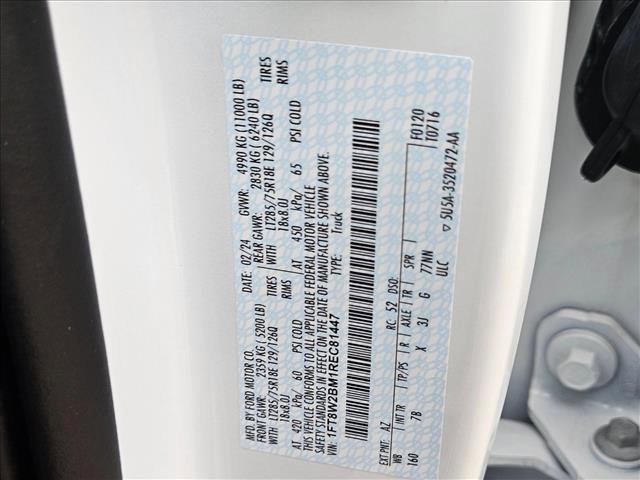 MFD. BY FORD MOTOR CO.
DATE: 02/24 GVWR: 4990 KG (11000 LB)
FRONT GAWR: 2359 KG (5200 LB) REAR GAWR: 2830 KG (6240 LB)
WITH LT285/75R18E 129/126Q TIRES WITH LT285/75R18E 129/126Q TIRES
18x8.0J RIMS 18x8.0J RIMS
AT 420 kPa/ 60 PSI COLD AT 450 kPa/ 65 PSI COLD
THIS VEHICLE CONFORMS TO ALL APPLICABLE FEDERAL MOTOR VEHICLE
SAFETY STANDARDS IN EFFECT ON THE DATE OF MANUFACTURE SHOWN ABOVE.
VIN: 1FT8W2BM1REC81447 TYPE: Truck
F0120
10716
EXT PNT: AZ RC: 52 DSO:
WB INT TR TP/PS R AXLE TR SPR
160 7B X 3J G 77NN
ULC ▽ 5U5A-3520472-AA